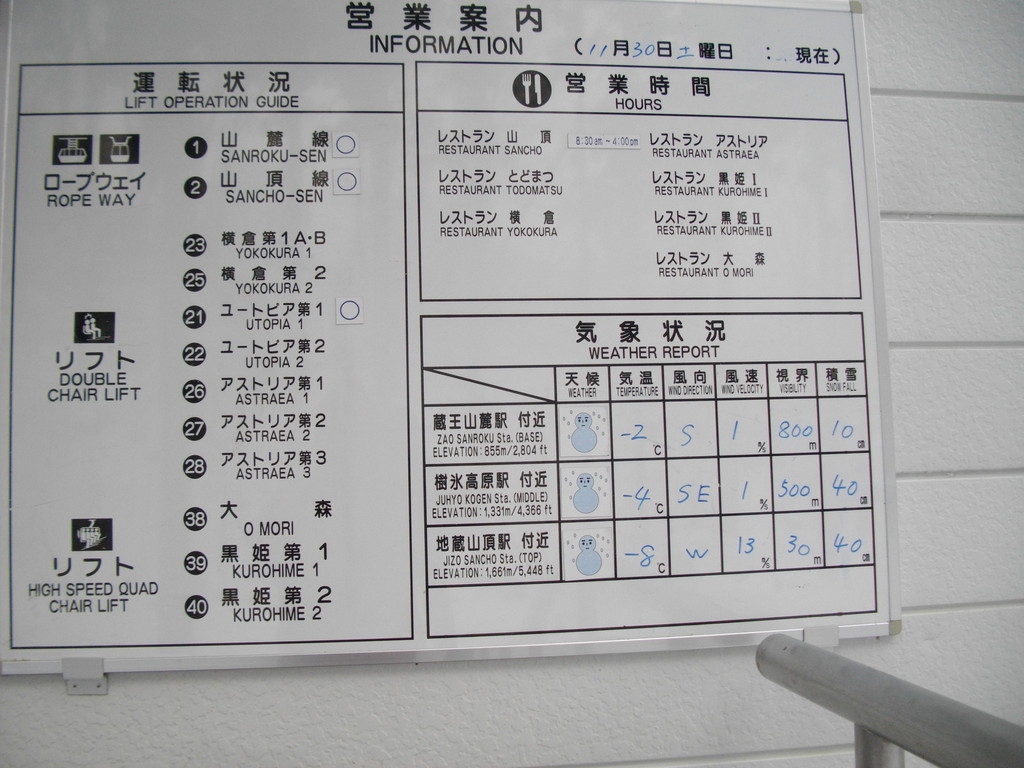 営業案内
INFORMATION
(11月30日土曜日 : 現在)
運転状況
LIFT OPERATION GUIDE
ロープウェイ
ROPE WAY
1 山麓線 ○
SANROKU-SEN
2 山頂線 ○
SANCHO-SEN
リフト
DOUBLE
CHAIR LIFT
23 横倉第1A・B
YOKOKURA 1
25 横倉第2
YOKOKURA 2
21 ユートピア第1 ○
UTOPIA 1
22 ユートピア第2
UTOPIA 2
26 アストリア第1
ASTRAEA 1
27 アストリア第2
ASTRAEA 2
28 アストリア第3
ASTRAEA 3
リフト
HIGH SPEED QUAD
CHAIR LIFT
38 大森
O MORI
39 黒姫第1
KUROHIME 1
40 黒姫第2
KUROHIME 2
営業時間
HOURS
レストラン 山頂 8:30am~4:00pm
RESTAURANT SANCHO
レストラン とどまつ
RESTAURANT TODOMATSU
レストラン 横倉
RESTAURANT YOKOKURA
レストラン アストリア
RESTAURANT ASTRAEA
レストラン 黒姫Ⅰ
RESTAURANT KUROHIME Ⅰ
レストラン 黒姫Ⅱ
RESTAURANT KUROHIME Ⅱ
レストラン 大森
RESTAURANT O MORI
気象状況
WEATHER REPORT
天候 気温 風向 風速 視界 積雪
WEATHER TEMPERATURE WIND DIRECTION WIND VELOCITY VISIBILITY SNOW FALL
蔵王山麓駅 付近
ZAO SANROKU Sta. (BASE)
ELEVATION: 855m/2,804 ft
-2℃ S 1 m/s 800m 10cm
樹氷高原駅 付近
JUHYO KOGEN Sta. (MIDDLE)
ELEVATION: 1,331m/4,366 ft
-4℃ SE 1 m/s 500m 40cm
地蔵山頂駅 付近
JIZO SANCHO Sta. (TOP)
ELEVATION: 1,661m/5,448 ft
-8℃ W 13 m/s 30m 40cm